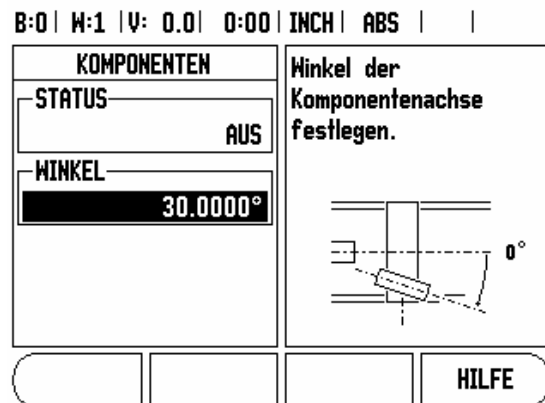 B:0 | W:1 | V: 0.0 | 0:00 | INCH | ABS | |
KOMPONENTEN
STATUS
AUS
WINKEL
30.0000°
Winkel der
Komponentenachse
festlegen.
0°
HILFE